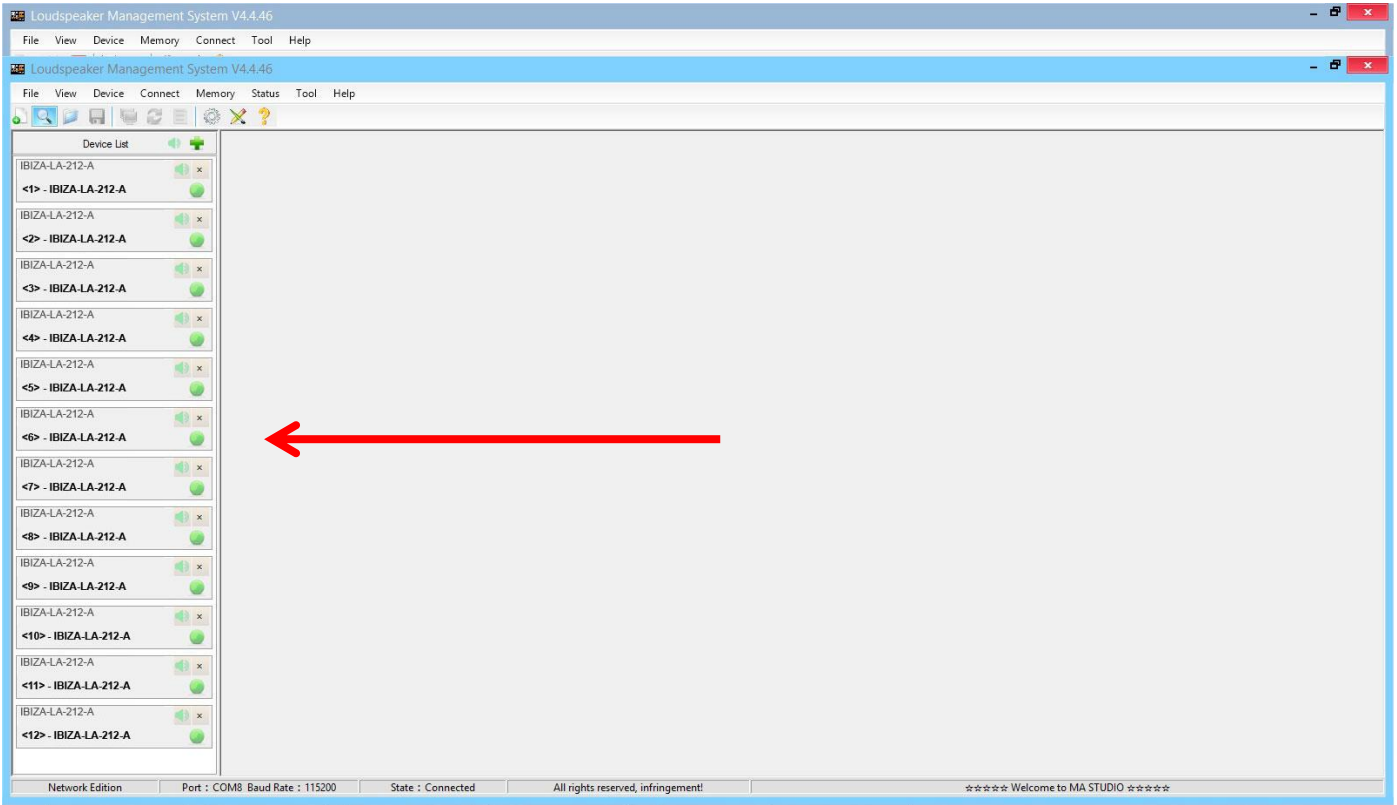 Loudspeaker Management System V4.4.46
File View Device Memory Connect Tool Help
Loudspeaker Management System V4.4.46
File View Device Connect Memory Status Tool Help
Device List
IBIZA-LA-212-A
<1> - IBIZA-LA-212-A
IBIZA-LA-212-A
<2> - IBIZA-LA-212-A
IBIZA-LA-212-A
<3> - IBIZA-LA-212-A
IBIZA-LA-212-A
<4> - IBIZA-LA-212-A
IBIZA-LA-212-A
<5> - IBIZA-LA-212-A
IBIZA-LA-212-A
<6> - IBIZA-LA-212-A
IBIZA-LA-212-A
<7> - IBIZA-LA-212-A
IBIZA-LA-212-A
<8> - IBIZA-LA-212-A
IBIZA-LA-212-A
<9> - IBIZA-LA-212-A
IBIZA-LA-212-A
<10> - IBIZA-LA-212-A
IBIZA-LA-212-A
<11> - IBIZA-LA-212-A
IBIZA-LA-212-A
<12> - IBIZA-LA-212-A
Network Edition Port : COM8 Baud Rate : 115200 State : Connected All rights reserved, infringement! ☆☆☆☆☆ Welcome to MA STUDIO ☆☆☆☆☆